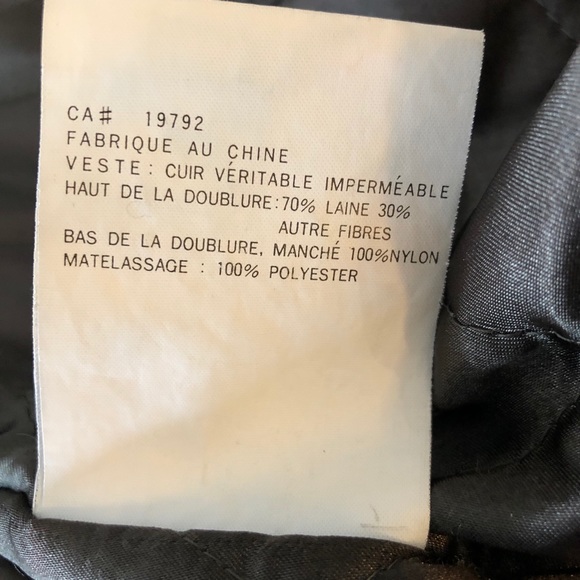 CA# 19792
FABRIQUE AU CHINE
VESTE: CUIR VÉRITABLE IMPERMÉABLE
HAUT DE LA DOUBLURE:70% LAINE 30%
AUTRE FIBRES
BAS DE LA DOUBLURE, MANCHÉ 100%NYLON
MATELASSAGE : 100% POLYESTER